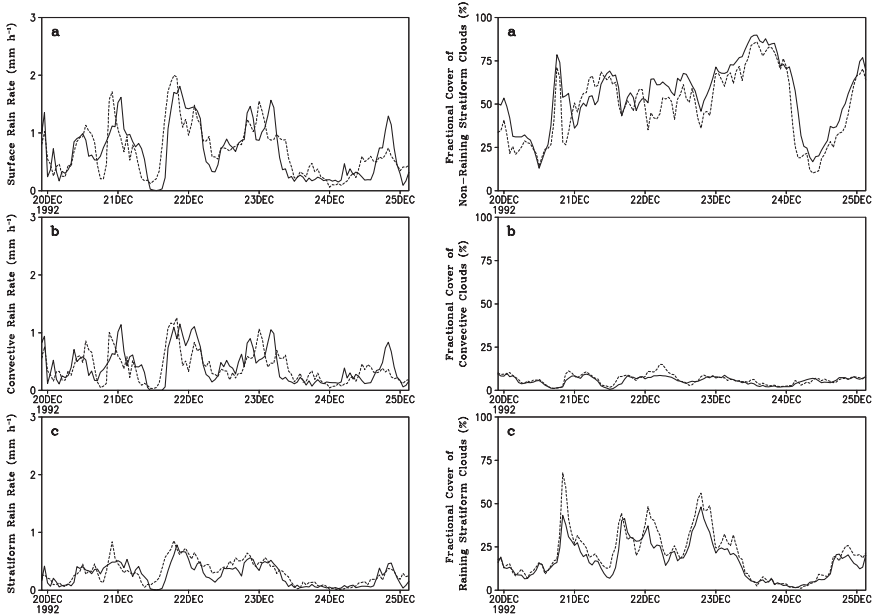 Surface Rain Rate (mm h⁻¹)
3
2
1
0
a
20DEC 21DEC 22DEC 23DEC 24DEC 25DEC
1992
Convective Rain Rate (mm h⁻¹)
3
2
1
0
b
20DEC 21DEC 22DEC 23DEC 24DEC 25DEC
1992
Stratiform Rain Rate (mm h⁻¹)
3
2
1
0
c
20DEC 21DEC 22DEC 23DEC 24DEC 25DEC
1992
Fractional Cover of
Non-Raining Stratiform Clouds (%)
100
75
50
25
0
a
20DEC 21DEC 22DEC 23DEC 24DEC 25DEC
1992
Fractional Cover of
Convective Clouds (%)
100
75
50
25
0
b
20DEC 21DEC 22DEC 23DEC 24DEC 25DEC
1992
Fractional Cover of
Raining Stratiform Clouds (%)
100
75
50
25
0
c
20DEC 21DEC 22DEC 23DEC 24DEC 25DEC
1992